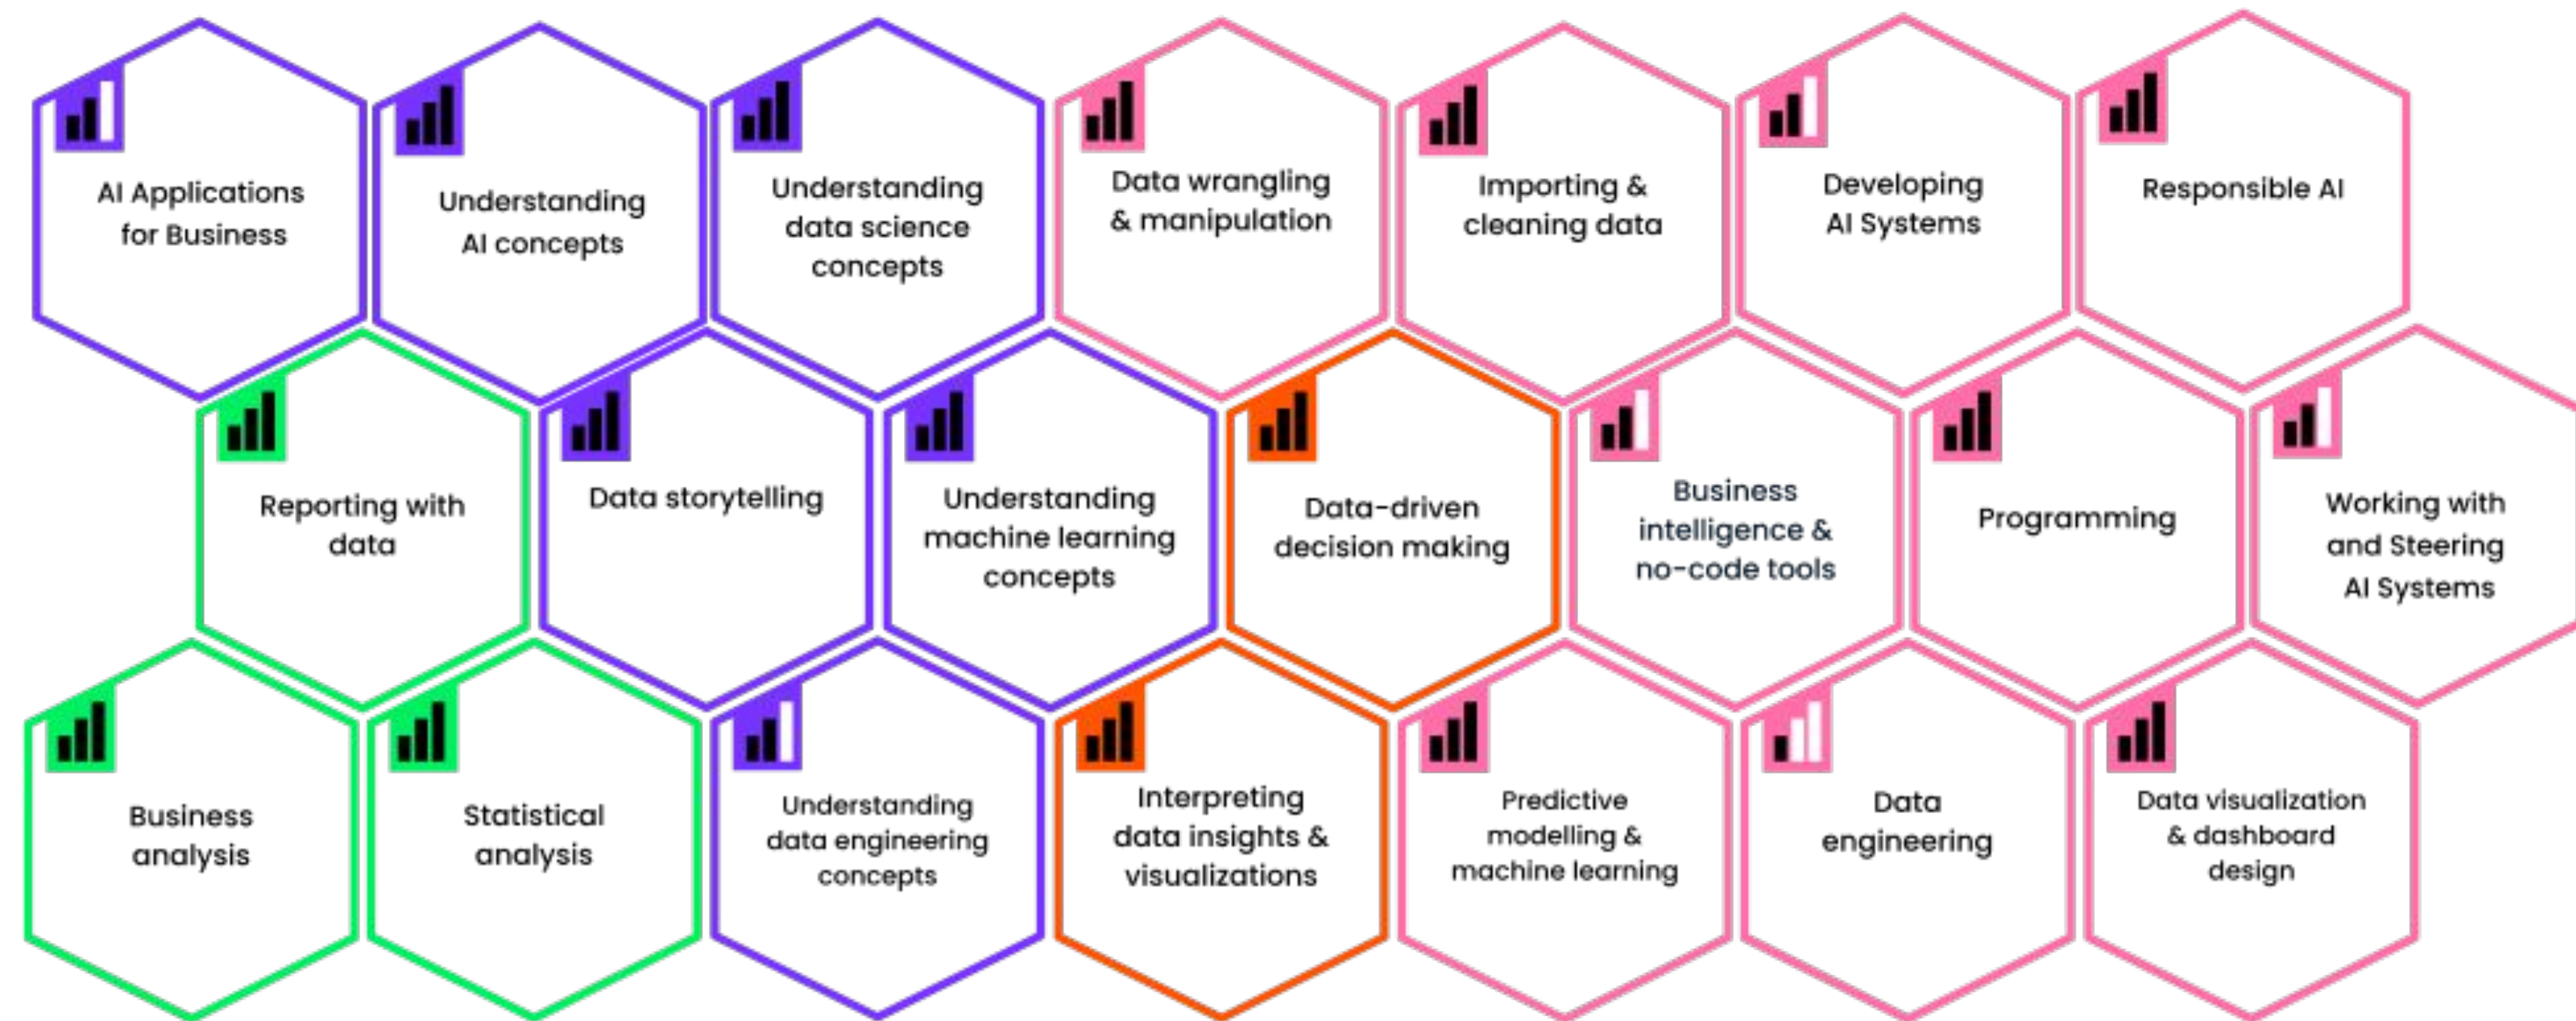 AI Applications
for Business
Understanding
AI concepts
Understanding
data science
concepts
Data wrangling
& manipulation
Importing &
cleaning data
Developing
AI Systems
Responsible AI
Reporting with
data
Data storytelling
Understanding
machine learning
concepts
Data-driven
decision making
Business
intelligence &
no-code tools
Programming
Working with
and Steering
AI Systems
Business
analysis
Statistical
analysis
Understanding
data engineering
concepts
Interpreting
data insights &
visualizations
Predictive
modelling &
machine learning
Data
engineering
Data visualization
& dashboard
design